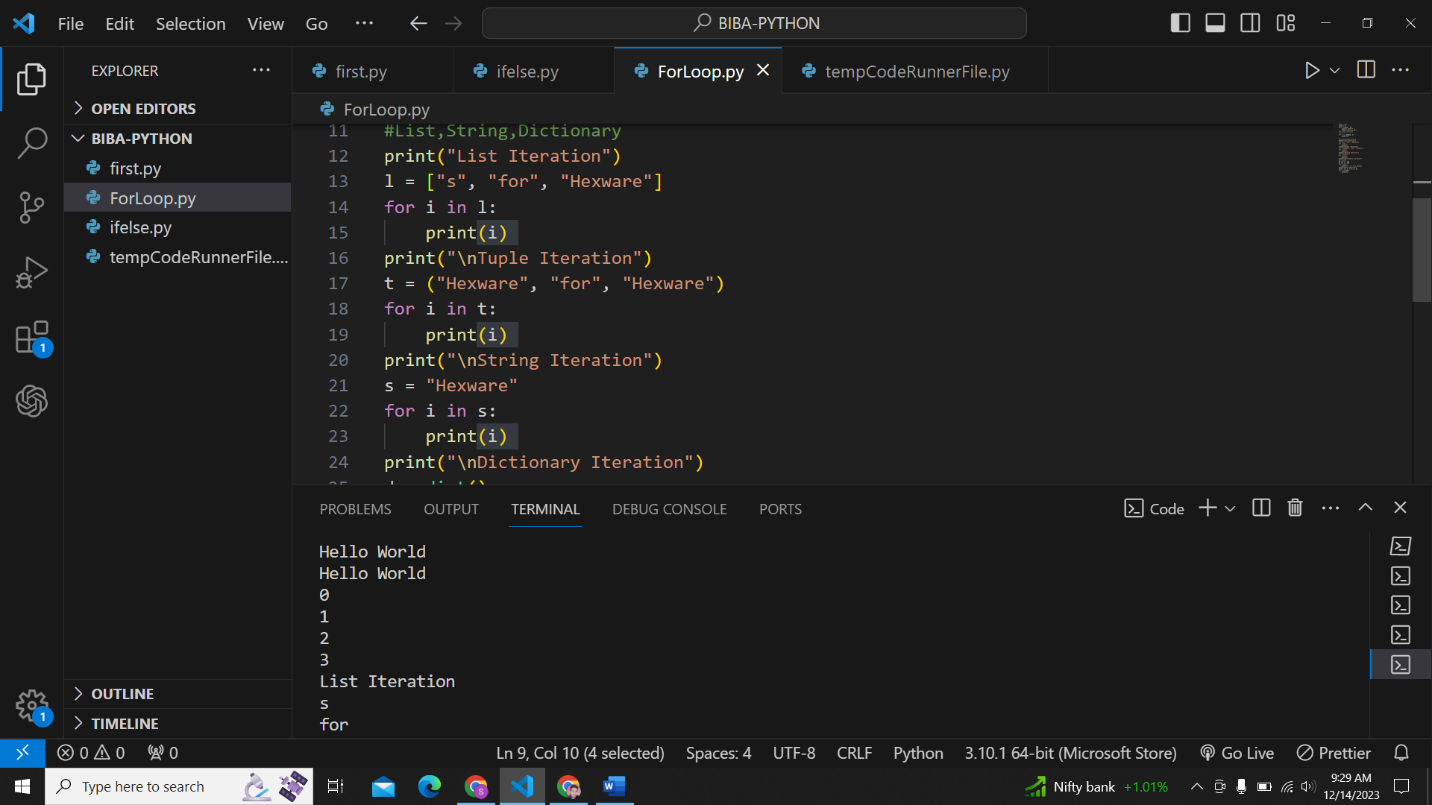 File Edit Selection View Go ··· BIBA-PYTHON
EXPLORER
OPEN EDITORS
BIBA-PYTHON
first.py
ForLoop.py
ifelse.py
tempCodeRunnerFile....
OUTLINE
TIMELINE
first.py ifelse.py ForLoop.py tempCodeRunnerFile.py
ForLoop.py
11 #List,String,Dictionary
12 print("List Iteration")
13 l = ["s", "for", "Hexware"]
14 for i in l:
15     print(i)
16 print("\nTuple Iteration")
17 t = ("Hexware", "for", "Hexware")
18 for i in t:
19     print(i)
20 print("\nString Iteration")
21 s = "Hexware"
22 for i in s:
23     print(i)
24 print("\nDictionary Iteration")
PROBLEMS OUTPUT TERMINAL DEBUG CONSOLE PORTS Code
Hello World
Hello World
0
1
2
3
List Iteration
s
for
1
1
0 0 0 Ln 9, Col 10 (4 selected) Spaces: 4 UTF-8 CRLF Python 3.10.1 64-bit (Microsoft Store) Go Live Prettier
Type here to search Nifty bank +1.01% 9:29 AM
12/14/2023